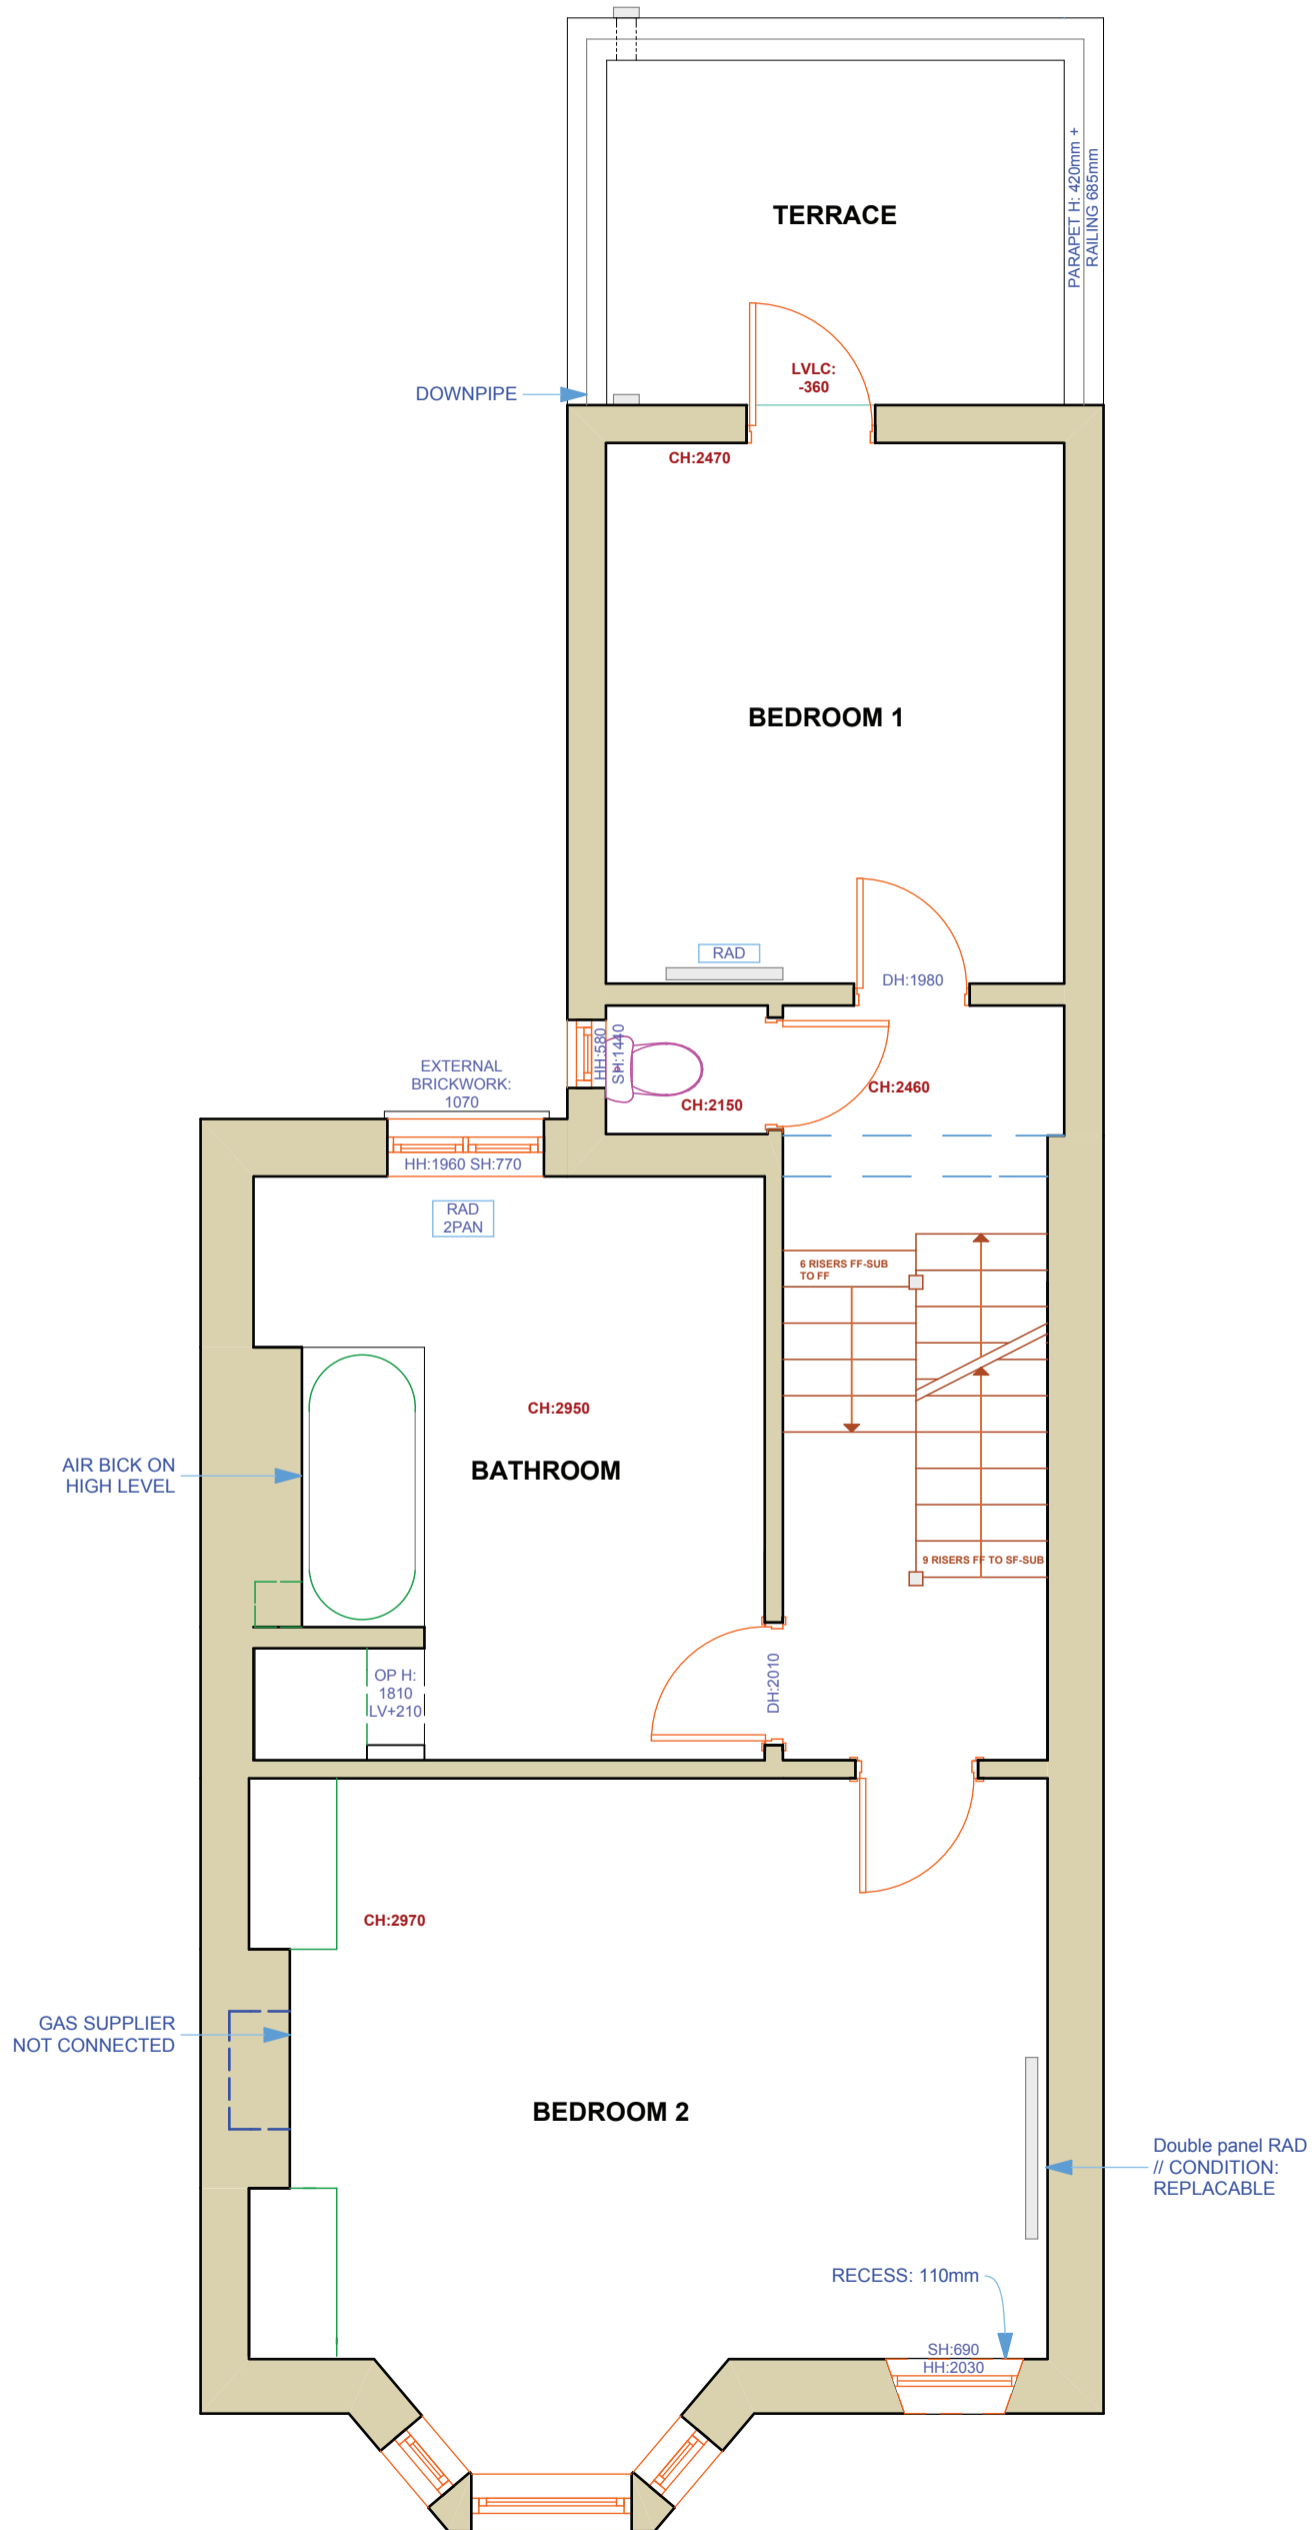 PARAPET H: 420mm +
RAILING 685mm
TERRACE
LVLC:
-360
DOWNPIPE
CH:2470
BEDROOM 1
RAD
DH:1980
HH:580
SH:1440
EXTERNAL
BRICKWORK:
1070
CH:2460
CH:2150
HH:1960 SH:770
RAD
2PAN
6 RISERS FF-SUB
TO FF
CH:2950
AIR BICK ON
HIGH LEVEL
BATHROOM
9 RISERS FF TO SF-SUB
OP H:
1810
LV+210
DH:2010
CH:2970
GAS SUPPLIER
NOT CONNECTED
BEDROOM 2
Double panel RAD
// CONDITION:
REPLACABLE
RECESS: 110mm
SH:690
HH:2030